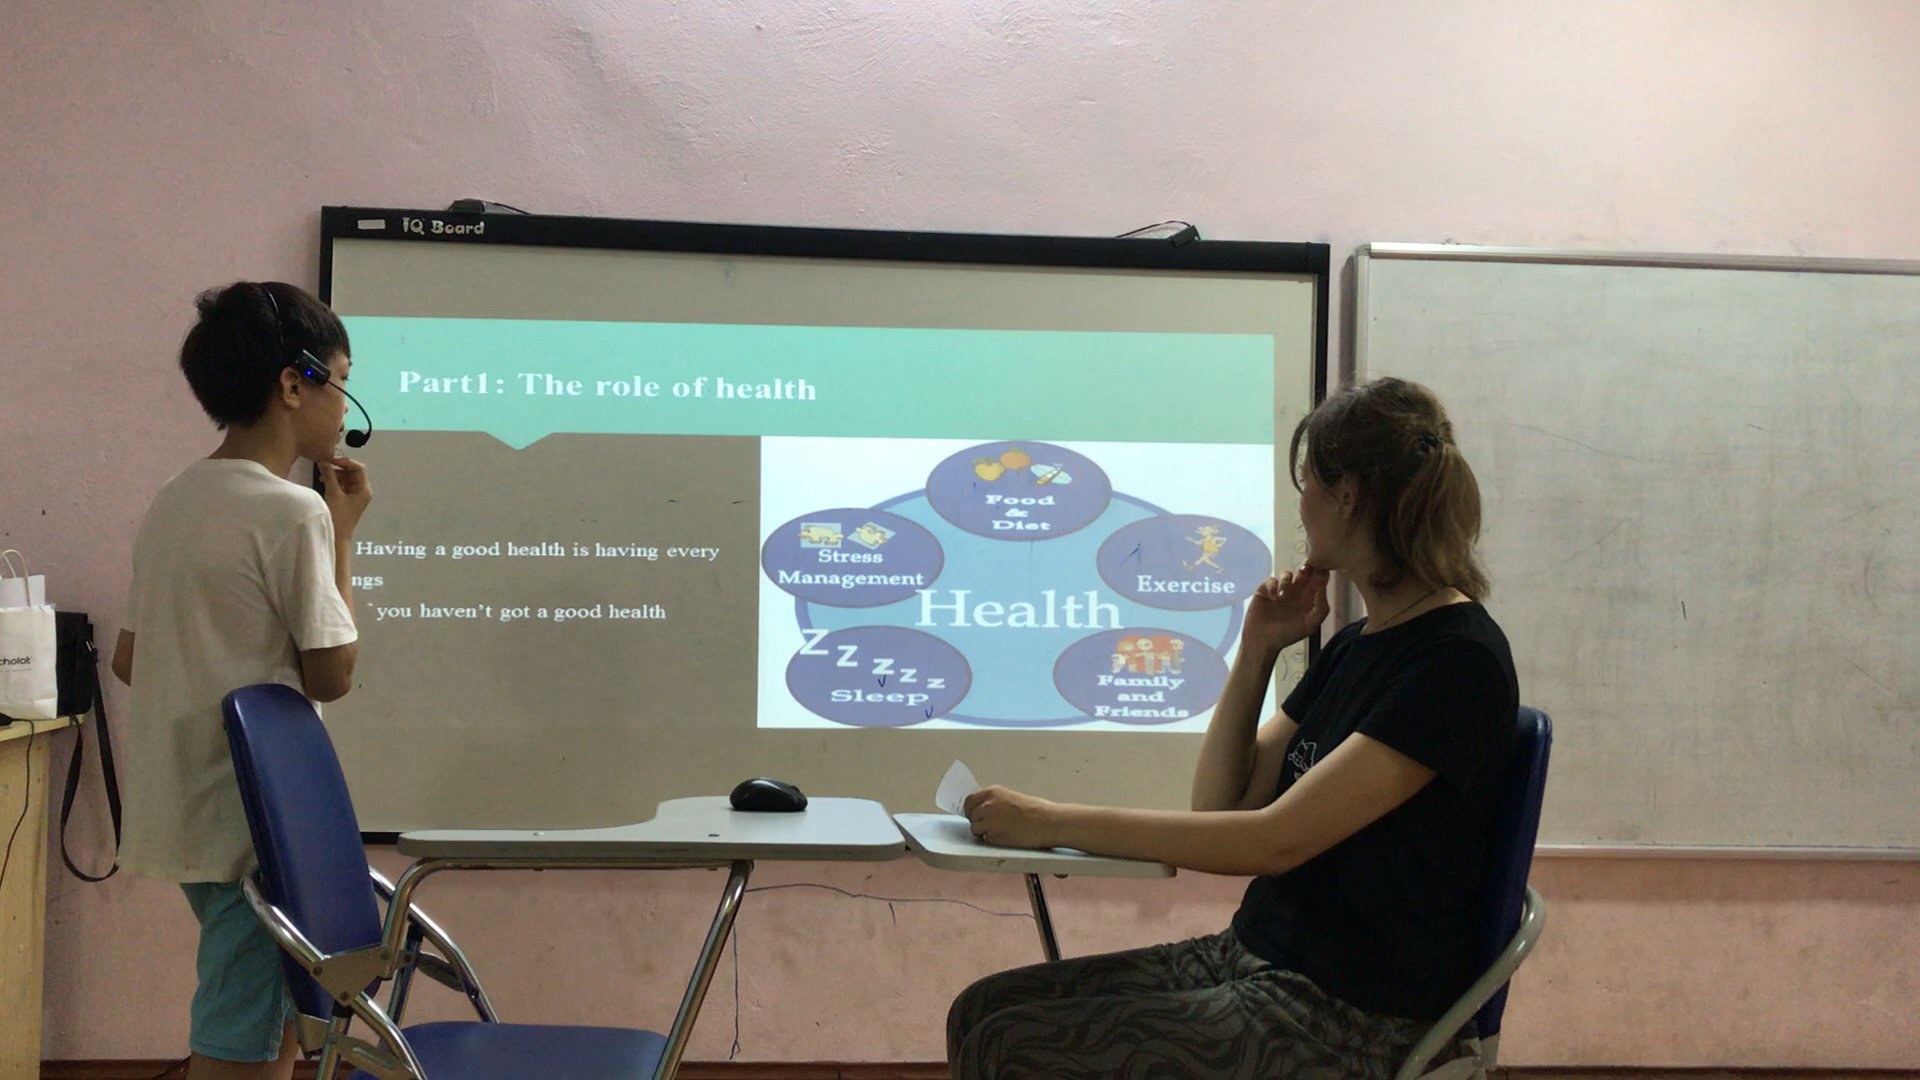 IQ Board
Part1: The role of health
Having a good health is having every
ngs
you haven't got a good health
Food
&
Diet
Stress
Management
Exercise
Health
Z z z z z
Sleep
Family
and
Friends
cholot